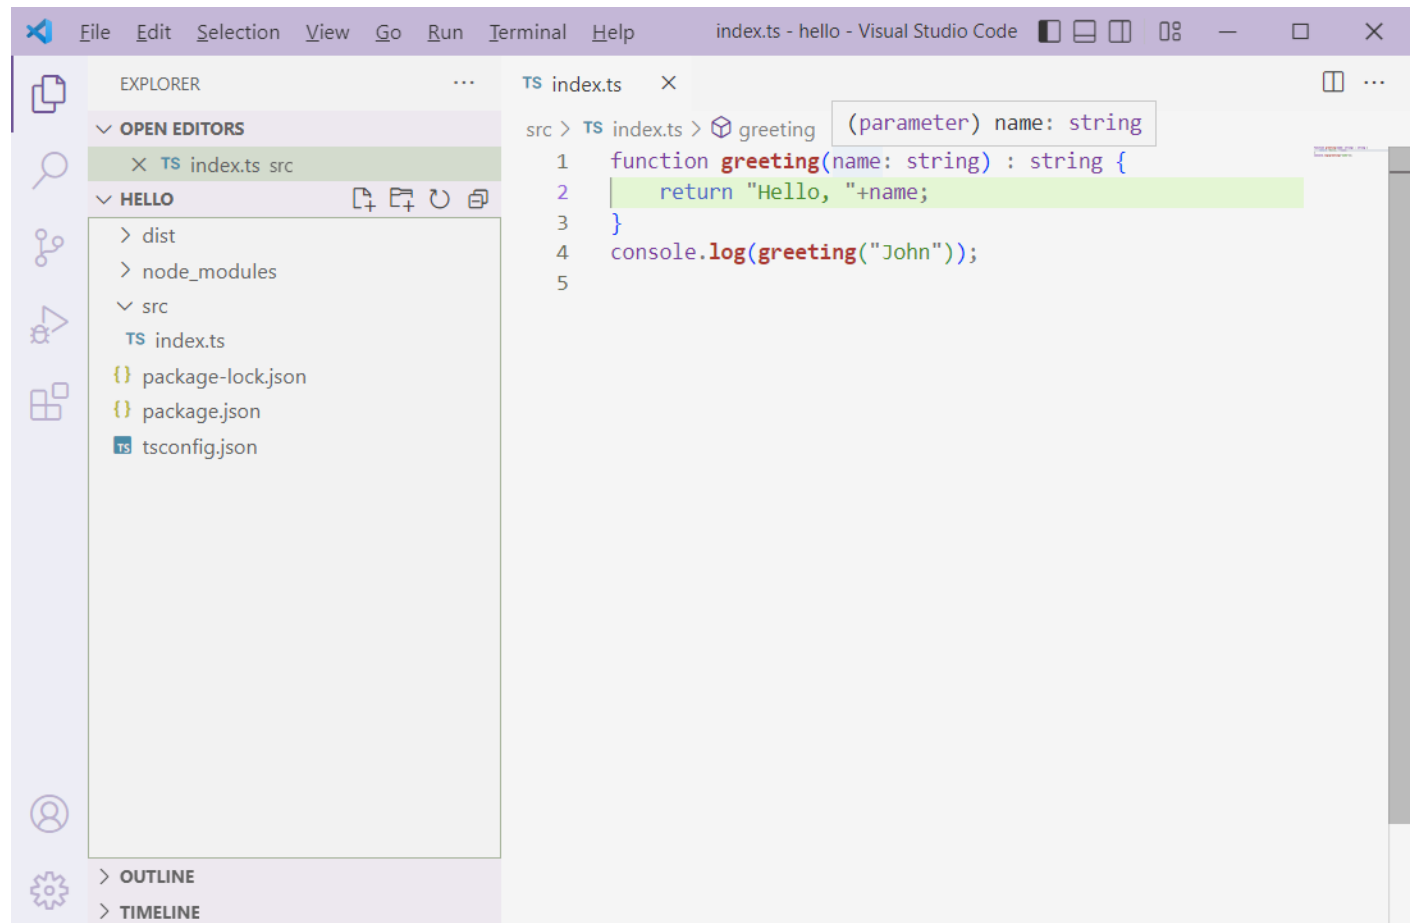 File Edit Selection View Go Run Terminal Help index.ts - hello - Visual Studio Code
EXPLORER
OPEN EDITORS
TS index.ts src
HELLO
dist
node_modules
src
TS index.ts
{} package-lock.json
{} package.json
TS tsconfig.json
OUTLINE
TIMELINE
TS index.ts
src > TS index.ts > greeting
(parameter) name: string
1 function greeting(name: string) : string {
2 return "Hello, "+name;
3 }
4 console.log(greeting("John"));
5